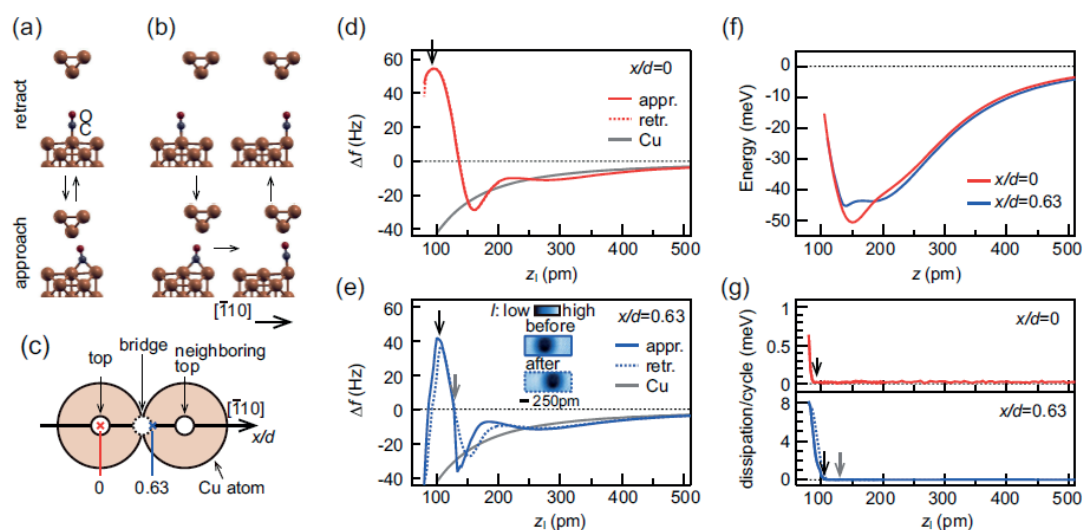 (a)
retract
O
C
approach
(b)
[1̄10]
(c)
top
bridge
neighboring
top
[1̄10]
x/d
0
0.63
Cu atom
(d)
x/d=0
appr.
retr.
Cu
Δf (Hz)
60
40
20
0
-20
-40
100 200 300 400 500
z_l (pm)
(e)
I: low high
before
after
250pm
x/d=0.63
appr.
retr.
Cu
Δf (Hz)
60
40
20
0
-20
-40
100 200 300 400 500
z_l (pm)
(f)
Energy (meV)
0
-10
-20
-30
-40
-50
x/d=0
x/d=0.63
100 200 300 400 500
z (pm)
(g)
dissipation/cycle (meV)
1
0.5
0
x/d=0
8
4
0
x/d=0.63
100 200 300 400 500
z_l (pm)